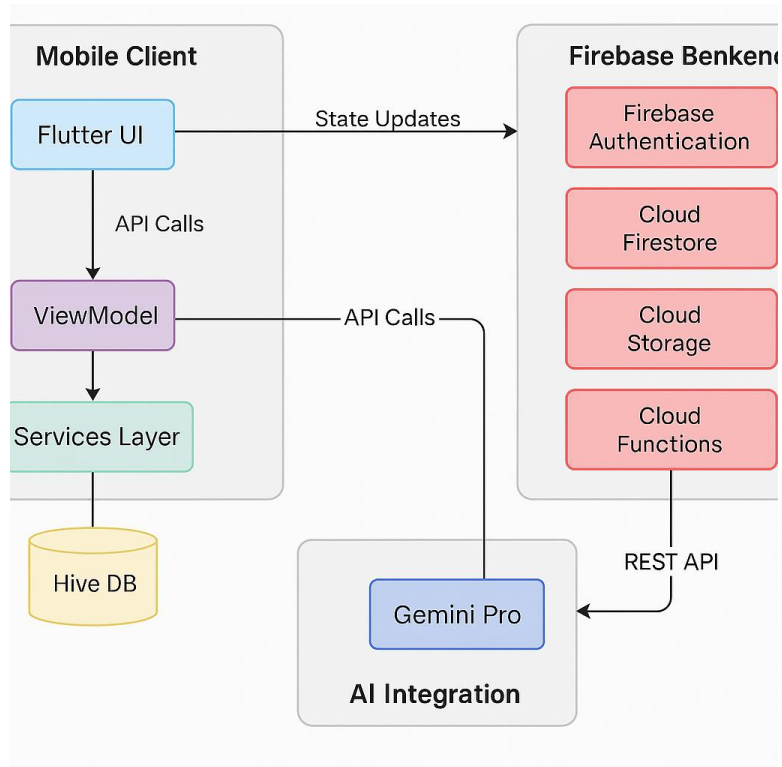 Mobile Client
Flutter UI
API Calls
ViewModel
Services Layer
Hive DB
State Updates
API Calls
Firebase Benkend
Firebase
Authentication
Cloud
Firestore
Cloud
Storage
Cloud
Functions
REST API
Gemini Pro
AI Integration